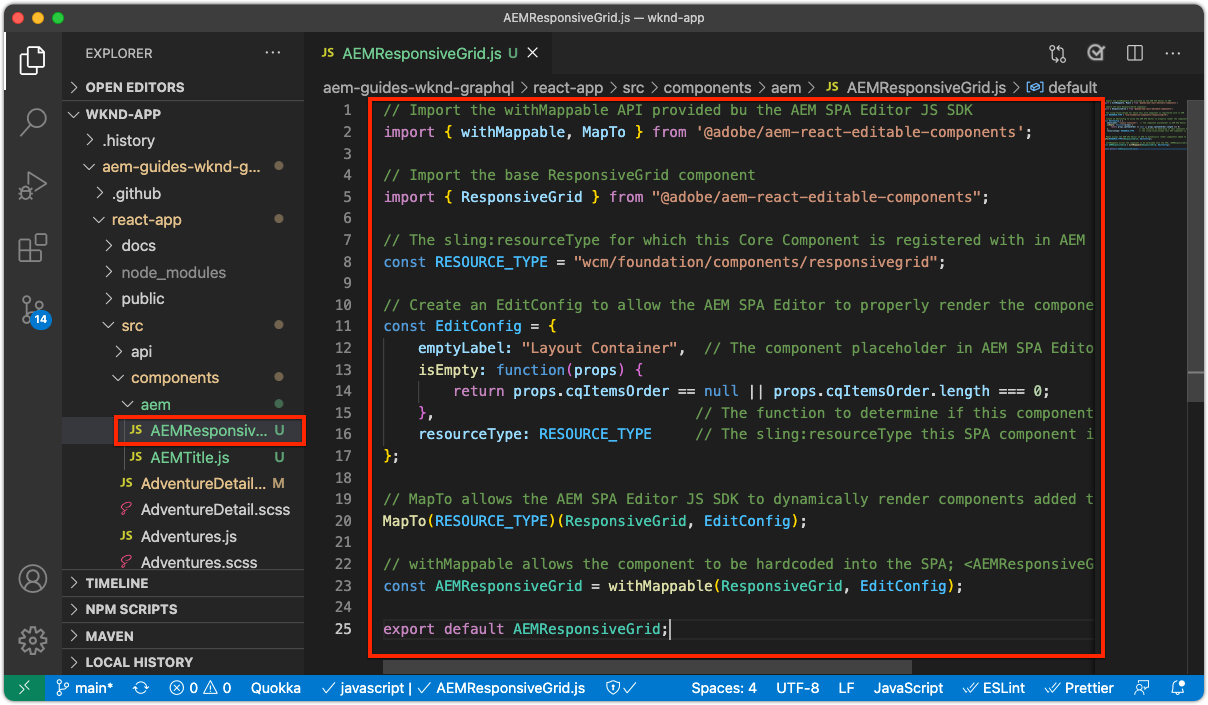 AEMResponsiveGrid.js — wknd-app
EXPLORER
OPEN EDITORS
WKND-APP
.history
aem-guides-wknd-g...
.github
react-app
docs
node_modules
public
src
api
components
aem
JS AEMResponsiv... U
JS AEMTitle.js U
JS AdventureDetail... M
AdventureDetail.scss
JS Adventures.js
Adventures.scss
TIMELINE
NPM SCRIPTS
MAVEN
LOCAL HISTORY
14
JS AEMResponsiveGrid.js U
aem-guides-wknd-graphql > react-app > src > components > aem > JS AEMResponsiveGrid.js > default
1 // Import the withMappable API provided bu the AEM SPA Editor JS SDK
2 import { withMappable, MapTo } from '@adobe/aem-react-editable-components';
3
4 // Import the base ResponsiveGrid component
5 import { ResponsiveGrid } from "@adobe/aem-react-editable-components";
6
7 // The sling:resourceType for which this Core Component is registered with in AEM
8 const RESOURCE_TYPE = "wcm/foundation/components/responsivegrid";
9
10 // Create an EditConfig to allow the AEM SPA Editor to properly render the compone
11 const EditConfig = {
12 emptyLabel: "Layout Container", // The component placeholder in AEM SPA Edito
13 isEmpty: function(props) {
14 return props.cqItemsOrder == null || props.cqItemsOrder.length === 0;
15 }, // The function to determine if this component
16 resourceType: RESOURCE_TYPE // The sling:resourceType this SPA component i
17 };
18
19 // MapTo allows the AEM SPA Editor JS SDK to dynamically render components added t
20 MapTo(RESOURCE_TYPE)(ResponsiveGrid, EditConfig);
21
22 // withMappable allows the component to be hardcoded into the SPA; <AEMResponsiveG
23 const AEMResponsiveGrid = withMappable(ResponsiveGrid, EditConfig);
24
25 export default AEMResponsiveGrid;
main* 0 0 Quokka javascript | AEMResponsiveGrid.js Spaces: 4 UTF-8 LF JavaScript ESLint Prettier